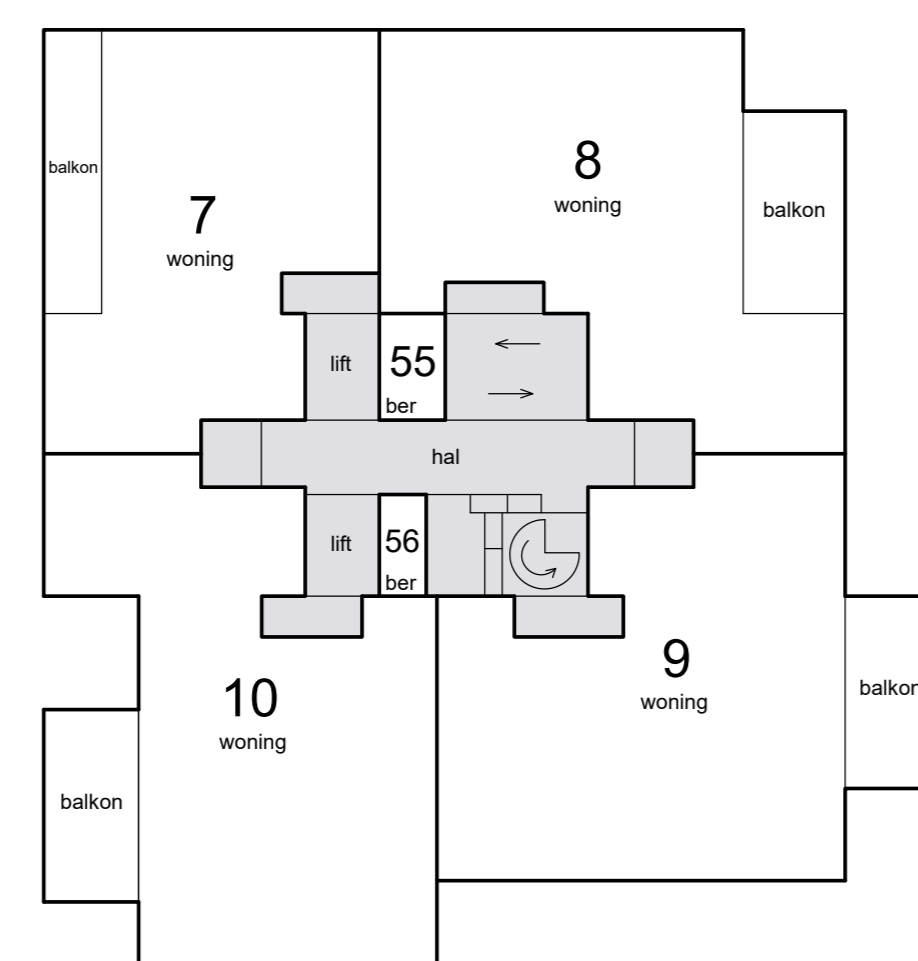 balkon
7
woning
8
woning
balkon
lift
55
ber
hal
lift
56
ber
9
woning
balkon
10
woning
balkon